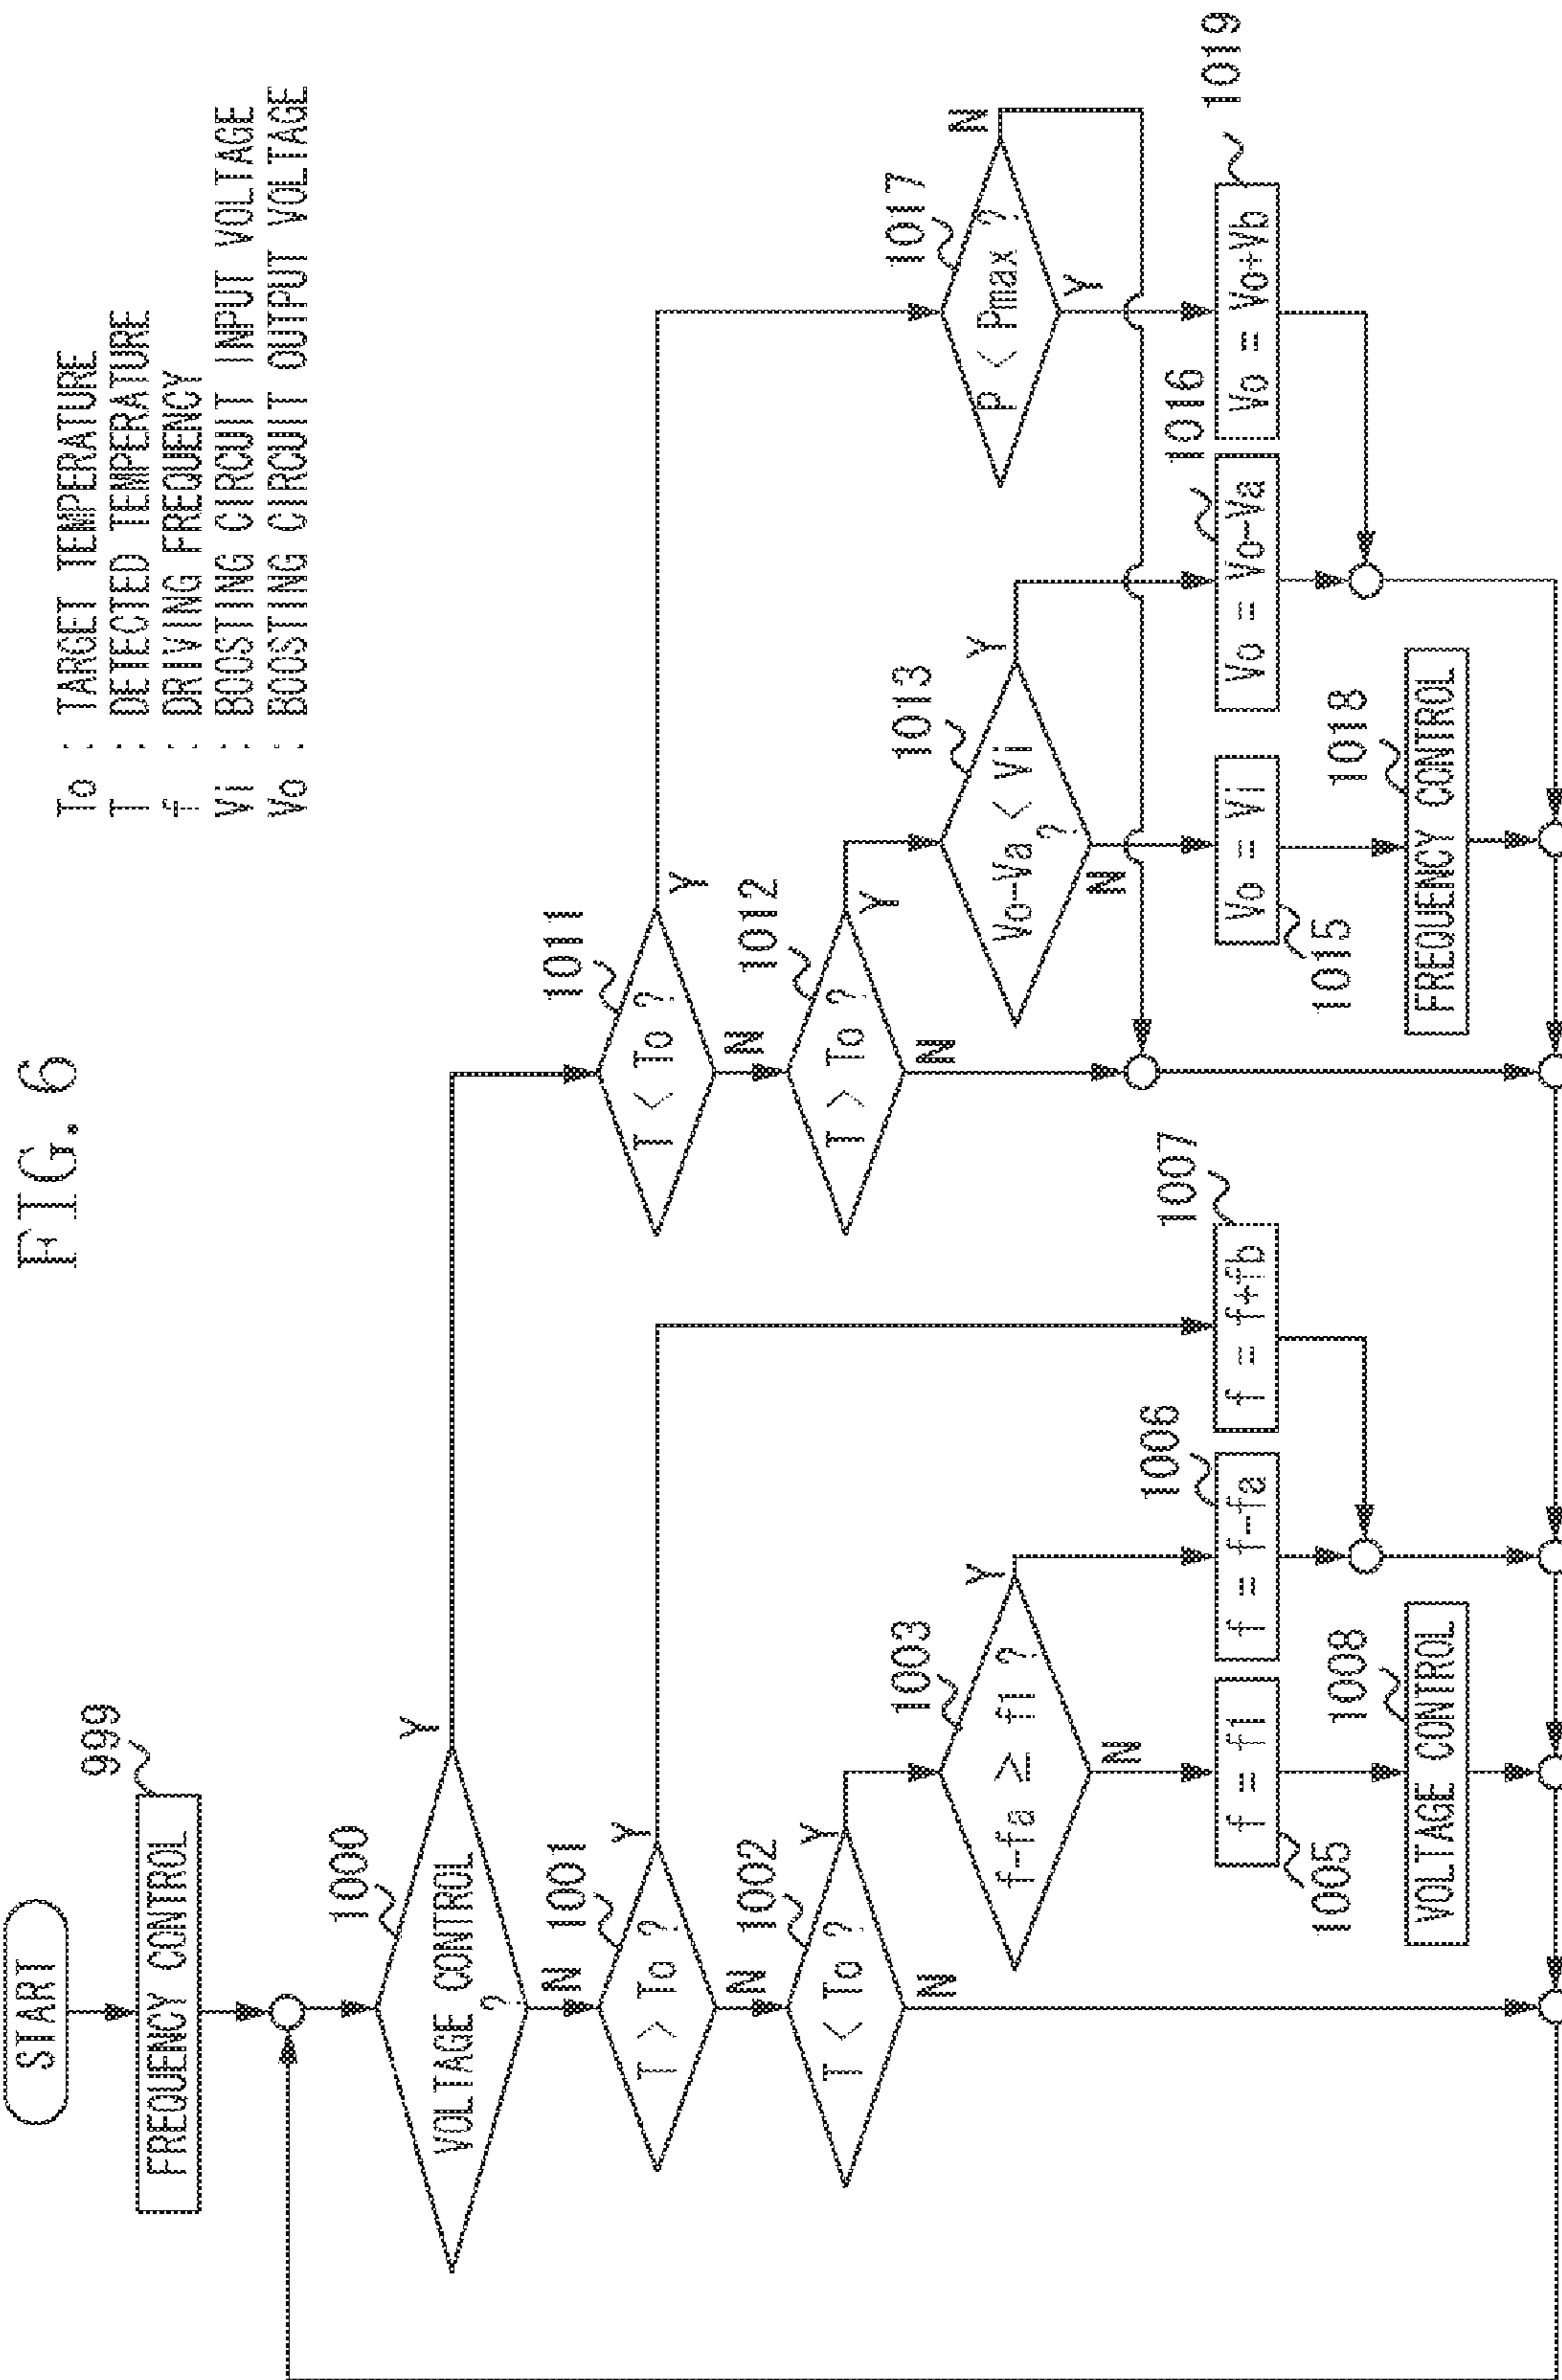 FIG. 6
To : TARGET TEMPERATURE
T : DETECTED TEMPERATURE
f : DRIVING FREQUENCY
Vi : BOOSTING CIRCUIT INPUT VOLTAGE
Vo : BOOSTING CIRCUIT OUTPUT VOLTAGE
START
999
FREQUENCY CONTROL
1000
VOLTAGE CONTROL
?
Y
N
1001
T > To ?
Y
N
1011
T < To ?
Y
N
1002
T < To ?
Y
N
1012
T > To ?
Y
N
1003
f-fa ≥ f1 ?
Y
N
1013
Vo-Va < Vi
?
Y
N
1017
P < Pmax ?
N
Y
1005
f = f1
1006
f = f-fa
1007
f = f+fb
1015
Vo = Vi
1016
Vo = Vo-Va
1019
Vo = Vo+Vb
1008
VOLTAGE CONTROL
1018
FREQUENCY CONTROL